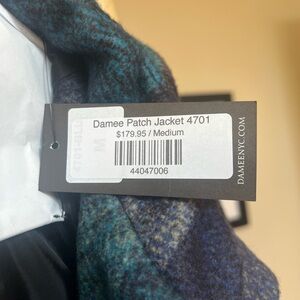 Damee Patch Jacket 4701
$179.95 / Medium
44047006
DAMEENYC.COM
M